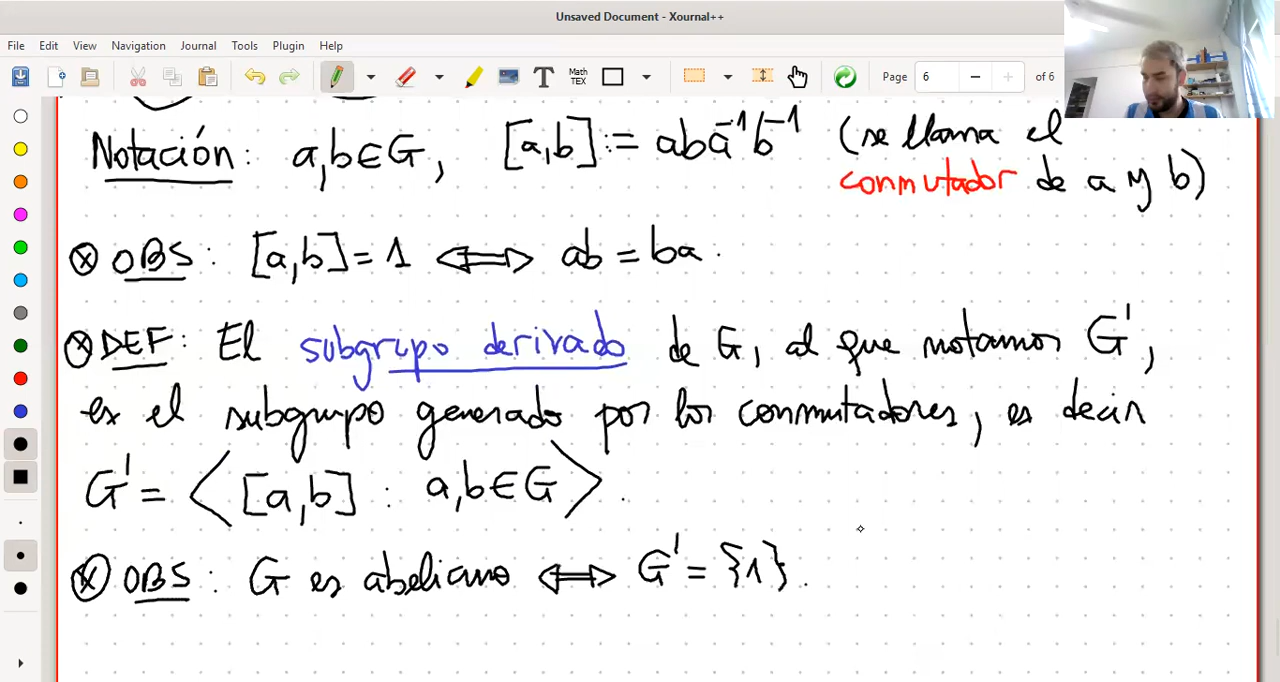 Unsaved Document - Xournal++
File Edit View Navigation Journal Tools Plugin Help
Math TEX Page 6 of 6
Notación: a,b∈G, [a,b] := aba⁻¹b⁻¹ (se llama el
conmutador de a y b)
⊗ OBS: [a,b] = 1 ⟺ ab = ba.
⊗ DEF: El subgrupo derivado de G, al que notamos G',
es el subgrupo generado por los conmutadores, es decir
G' = ⟨[a,b] : a,b∈G⟩.
⊗ OBS: G es abeliano ⟺ G' = {1}.